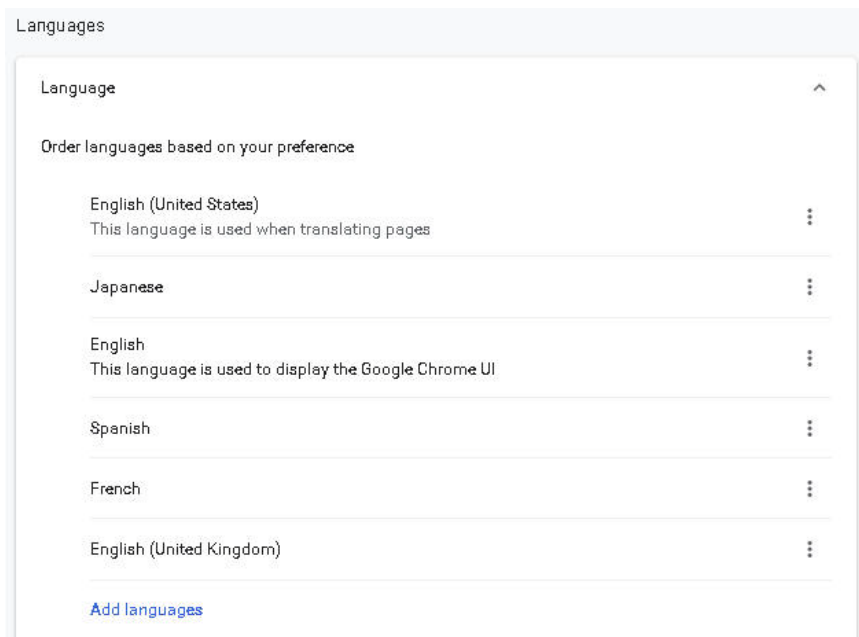 Languages
Language
Order languages based on your preference
English (United States)
This language is used when translating pages
Japanese
English
This language is used to display the Google Chrome UI
Spanish
French
English (United Kingdom)
Add languages